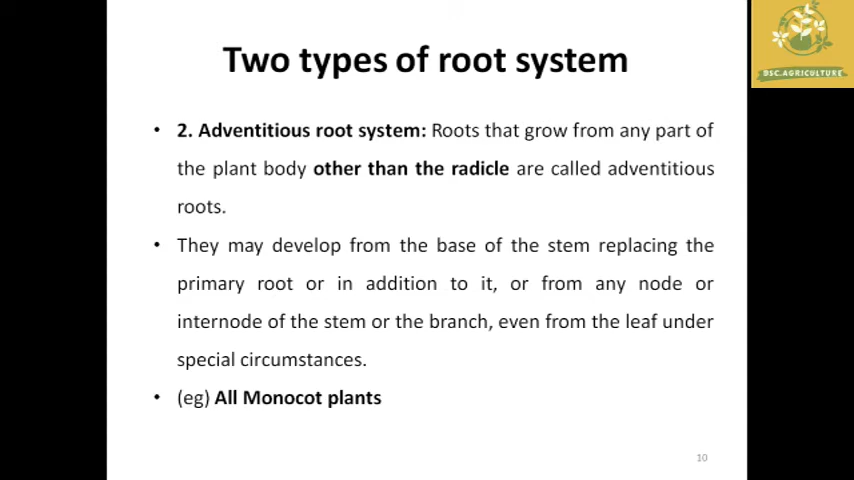 Two types of root system
DSC.AGRICULTURE
• 2. Adventitious root system: Roots that grow from any part of
the plant body other than the radicle are called adventitious
roots.
• They may develop from the base of the stem replacing the
primary root or in addition to it, or from any node or
internode of the stem or the branch, even from the leaf under
special circumstances.
• (eg) All Monocot plants
10